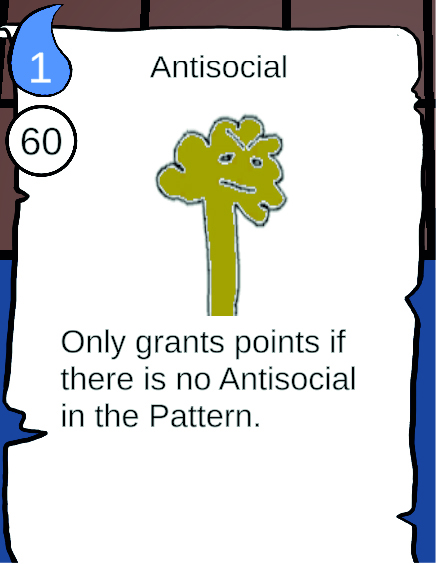 1
Antisocial
60
Only grants points if
there is no Antisocial
in the Pattern.